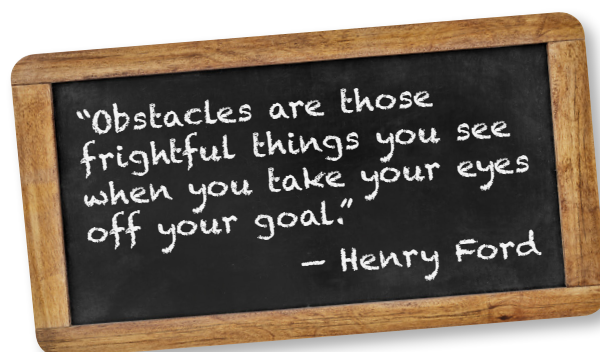 “Obstacles are those
frightful things you see
when you take your eyes
off your goal.”
— Henry Ford